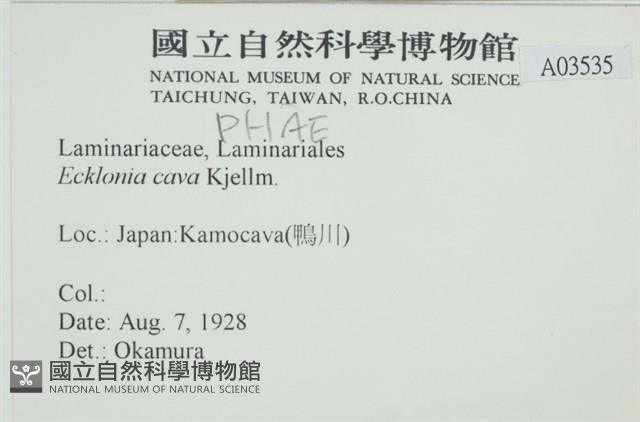 國立自然科學博物館
NATIONAL MUSEUM OF NATURAL SCIENCE
TAICHUNG, TAIWAN, R.O.CHINA
A03535
PHAE
Laminariaceae, Laminariales
Ecklonia cava Kjellm.
Loc.: Japan:Kamocava(鴨川)
Col.:
Date: Aug. 7, 1928
Det.: Okamura
國立自然科學博物館
NATIONAL MUSEUM OF NATURAL SCIENCE